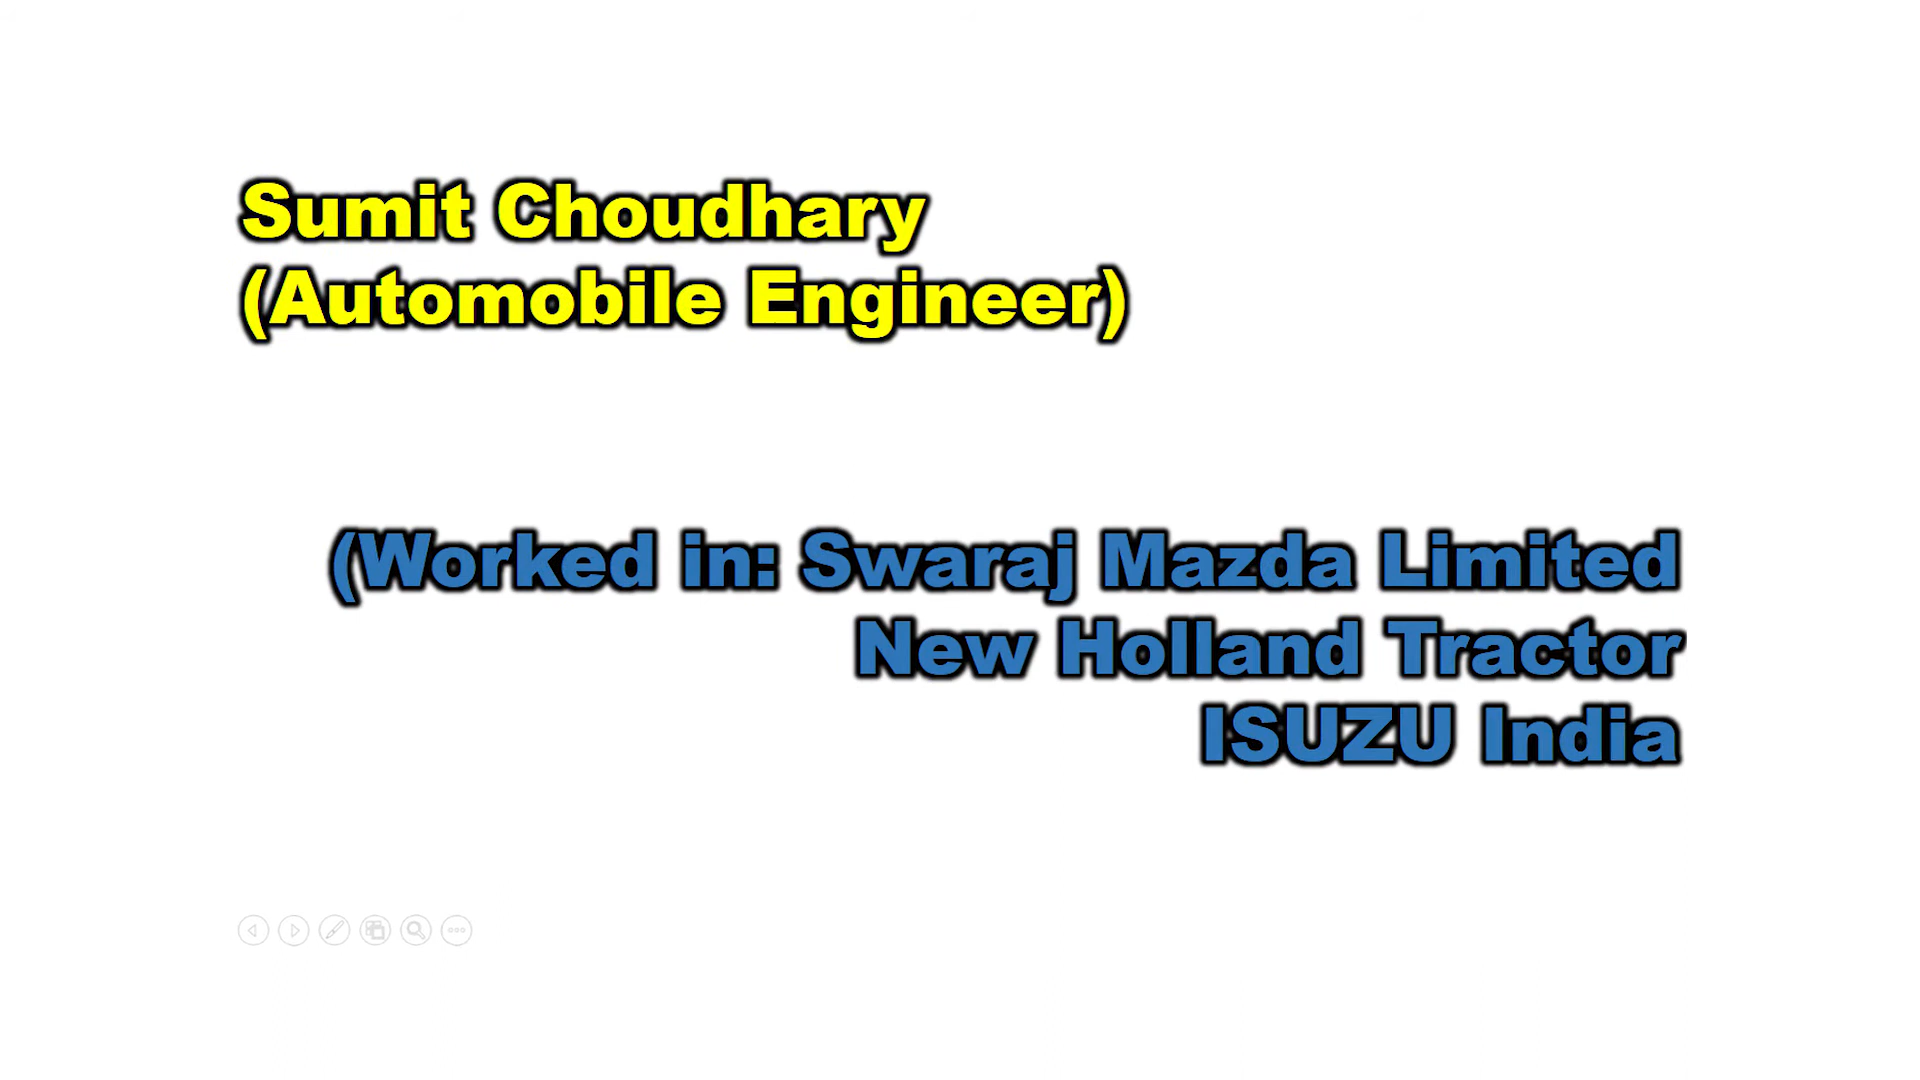 Sumit Choudhary
(Automobile Engineer)
(Worked in: Swaraj Mazda Limited
New Holland Tractor
ISUZU India